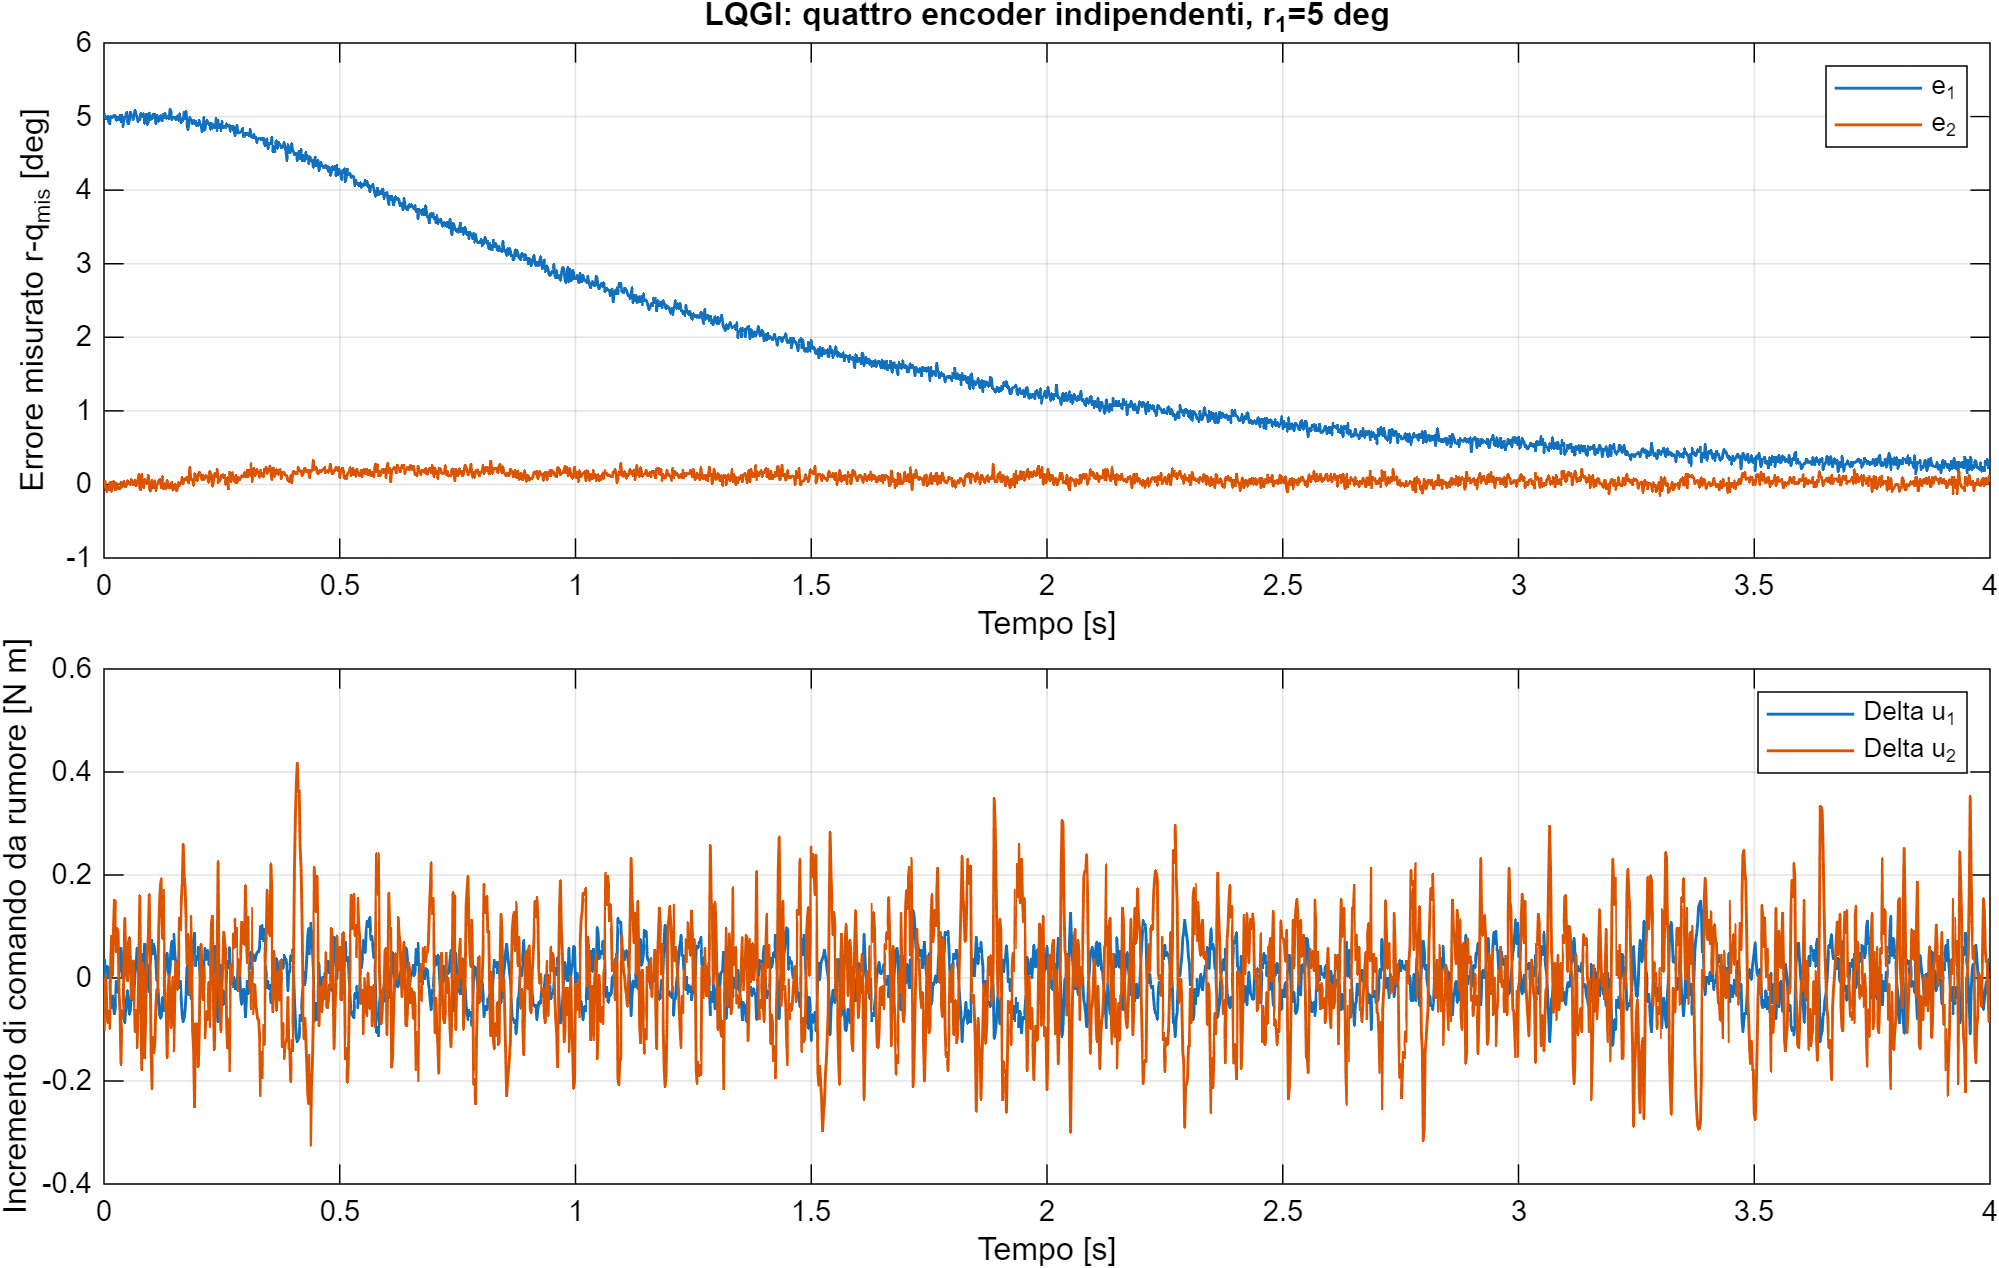 LQGI: quattro encoder indipendenti, r1=5 deg
Errore misurato r-qmis [deg]
6
5
4
3
2
1
0
-1
e1
e2
0 0.5 1 1.5 2 2.5 3 3.5 4
Tempo [s]
Incremento di comando da rumore [N m]
0.6
0.4
0.2
0
-0.2
-0.4
Delta u1
Delta u2
0 0.5 1 1.5 2 2.5 3 3.5 4
Tempo [s]